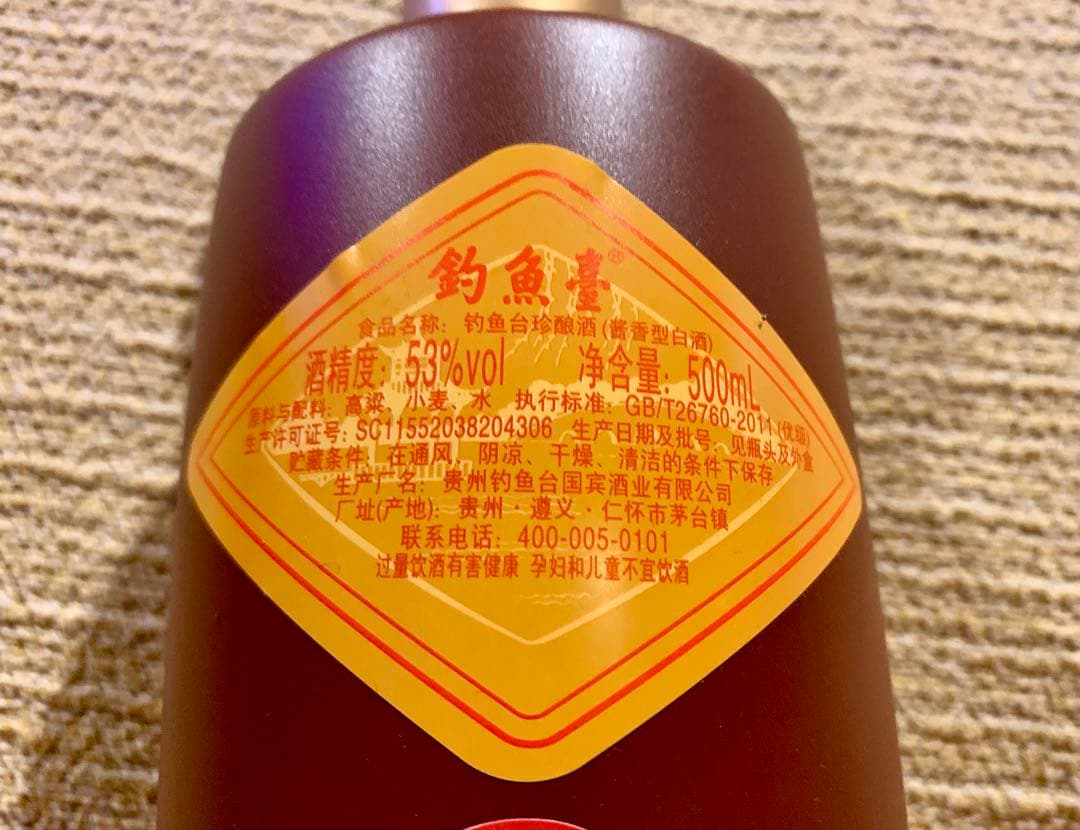 釣魚臺®
食品名称：钓鱼台珍酿酒(酱香型白酒)
酒精度：53%vol 净含量：500mL
原料与配料：高粱、小麦、水 执行标准：GB/T26760-2011(优级)
生产许可证号：SC11552038204306 生产日期及批号：见瓶头及外盒
贮藏条件：在通风、阴凉、干燥、清洁的条件下保存
生产厂名：贵州钓鱼台国宾酒业有限公司
厂址(产地)：贵州·遵义·仁怀市茅台镇
联系电话：400-005-0101
过量饮酒有害健康 孕妇和儿童不宜饮酒